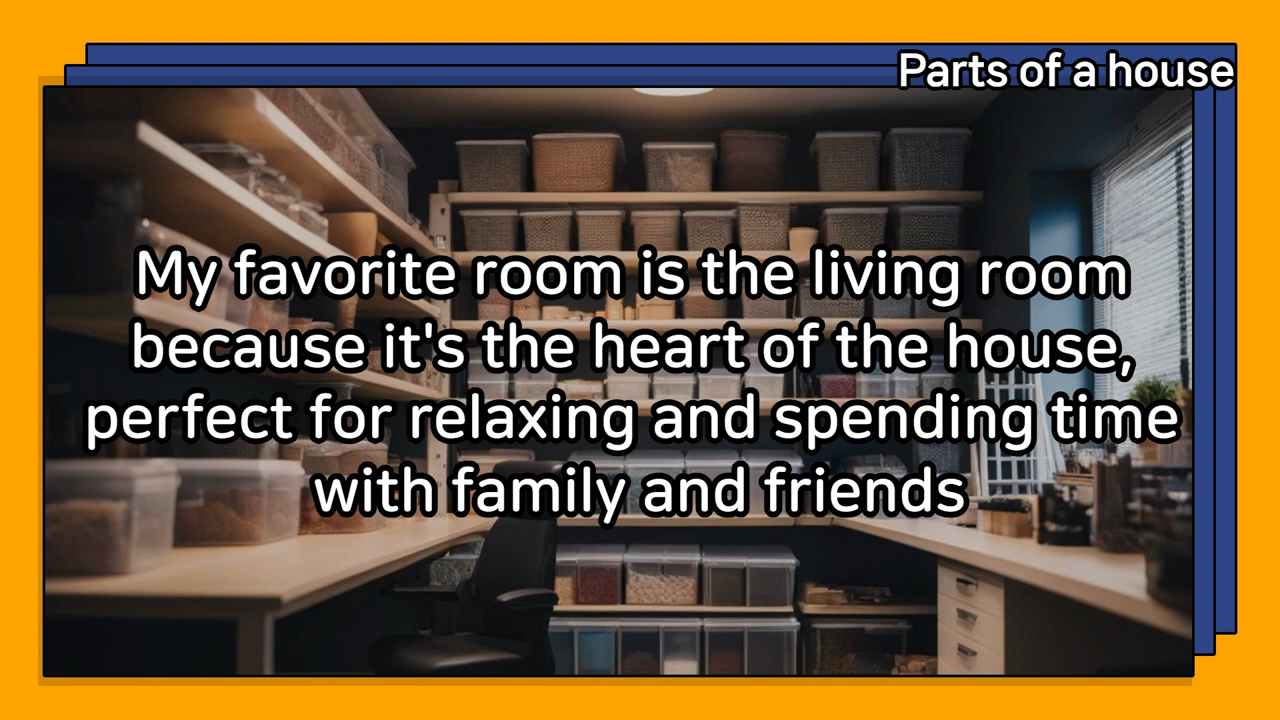 Parts of a house
My favorite room is the living room
because it's the heart of the house,
perfect for relaxing and spending time
with family and friends